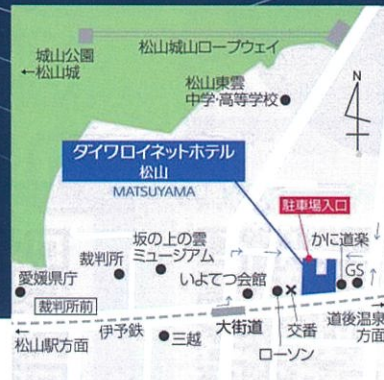 城山公園
←松山城
松山城山ロープウェイ
松山東雲
中学・高等学校
N
ダイワロイネットホテル
松山
MATSUYAMA
駐車場入口
かに道楽
坂の上の雲
ミュージアム
裁判所
GS
愛媛県庁
いよてつ会館
裁判所前
大街道
交番
道後温泉
方面
伊予鉄
←
松山駅方面
三越
ローソン